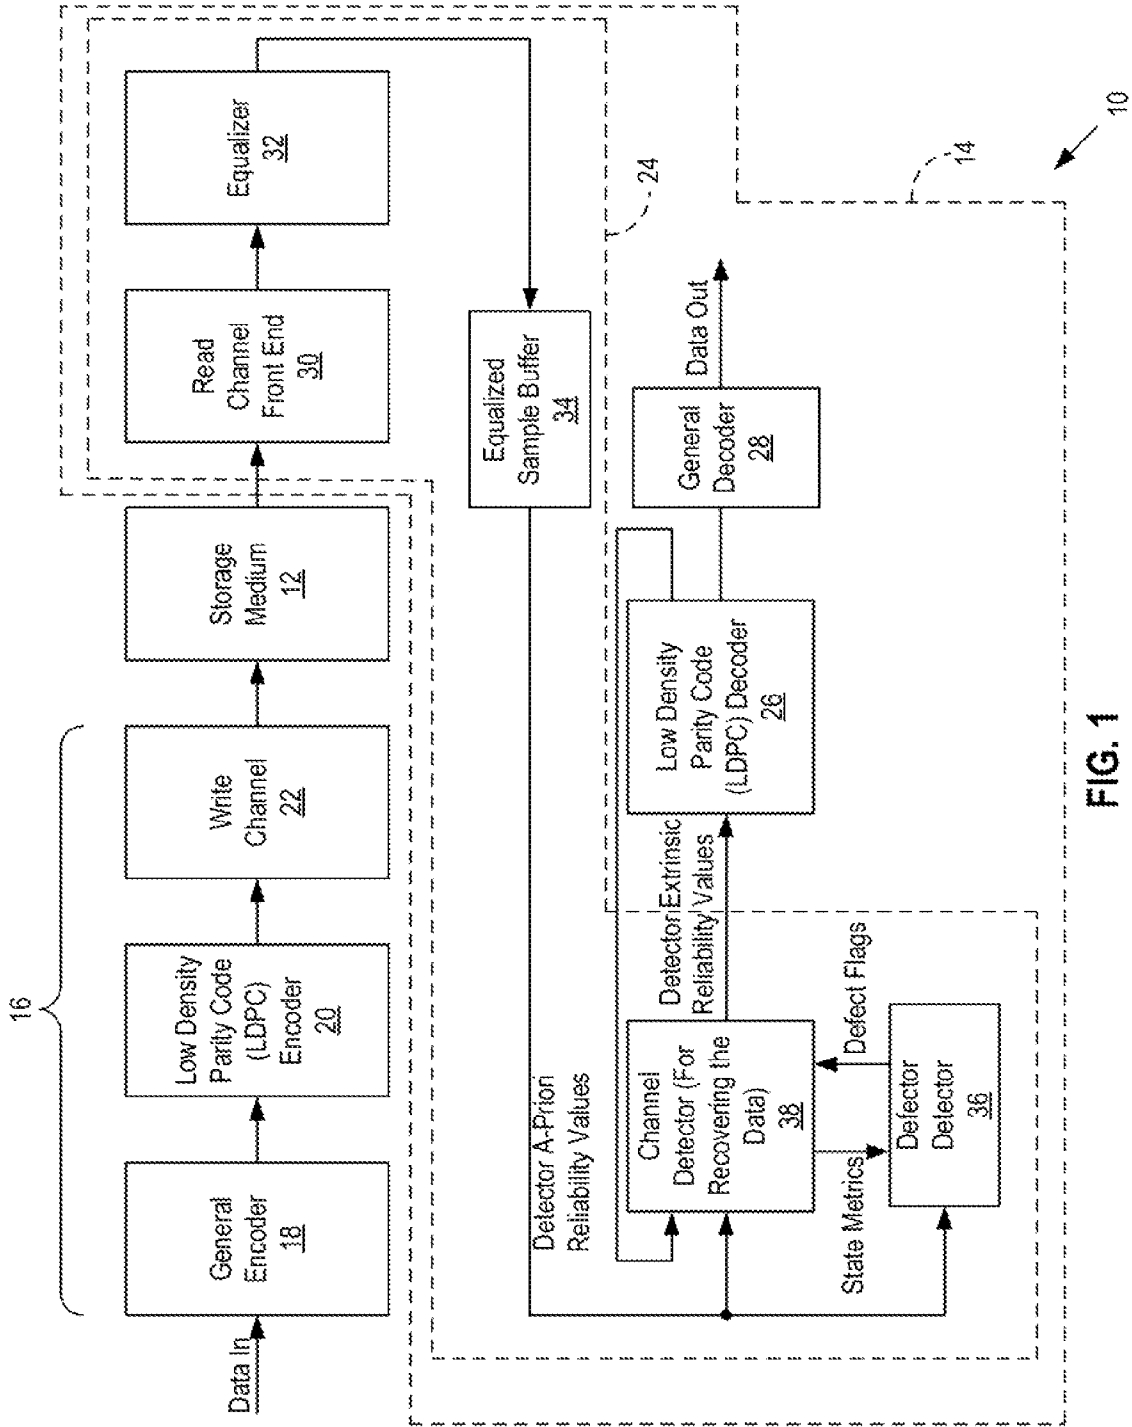 16
Data In
General
Encoder
18
Low Density
Parity Code
(LDPC)
Encoder
20
Write
Channel
22
Storage
Medium
12
Read
Channel
Front End
30
Equalizer
32
Equalized
Sample Buffer
34
Detector A-Priori
Reliability Values
Channel
Detector (For
Recovering the
Data)
38
Detector Extrinsic
Reliability Values
Low Density
Parity Code
(LDPC) Decoder
26
General
Decoder
28
Data Out
24
State Metrics
Defect Flags
Defector
Detector
36
14
10
FIG. 1